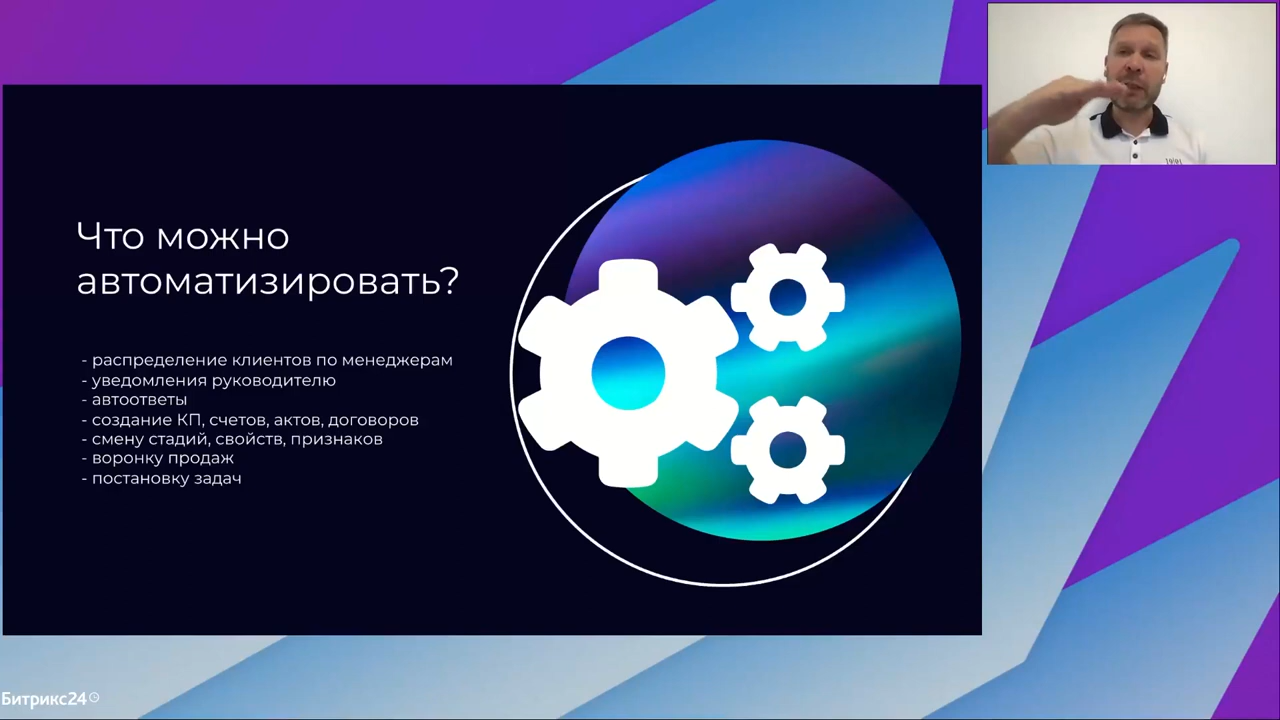 Что можно
автоматизировать?
- распределение клиентов по менеджерам
- уведомления руководителю
- автоответы
- создание КП, счетов, актов, договоров
- смену стадий, свойств, признаков
- воронку продаж
- постановку задач
Битрикс24